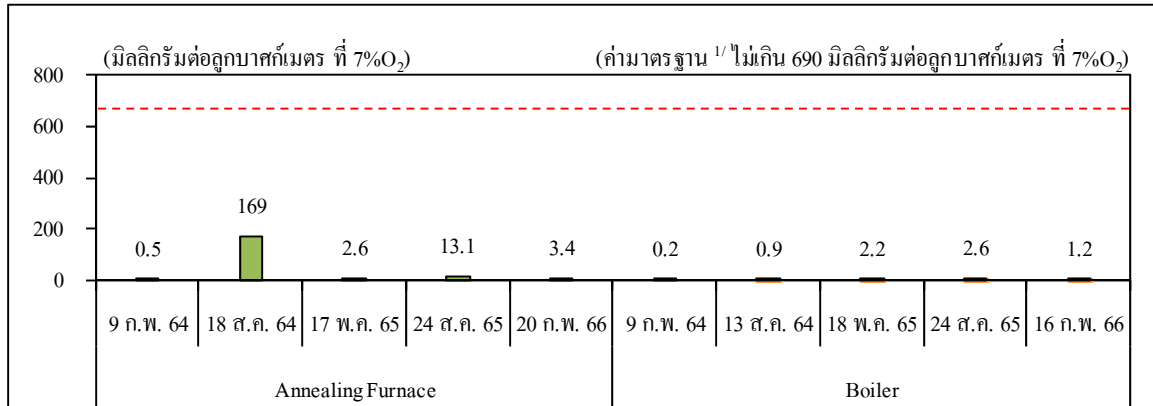 (มิลลิกรัมต่อลูกบาศก์เมตร ที่ 7%O₂) (ค่ามาตรฐาน ¹/ ไม่เกิน 690 มิลลิกรัมต่อลูกบาศก์เมตร ที่ 7%O₂)
800
600
400
200
0
0.5 169 2.6 13.1 3.4 0.2 0.9 2.2 2.6 1.2
9 ก.พ. 64 18 ส.ค. 64 17 พ.ค. 65 24 ส.ค. 65 20 ก.พ. 66 9 ก.พ. 64 13 ส.ค. 64 18 พ.ค. 65 24 ส.ค. 65 16 ก.พ. 66
Annealing Furnace Boiler